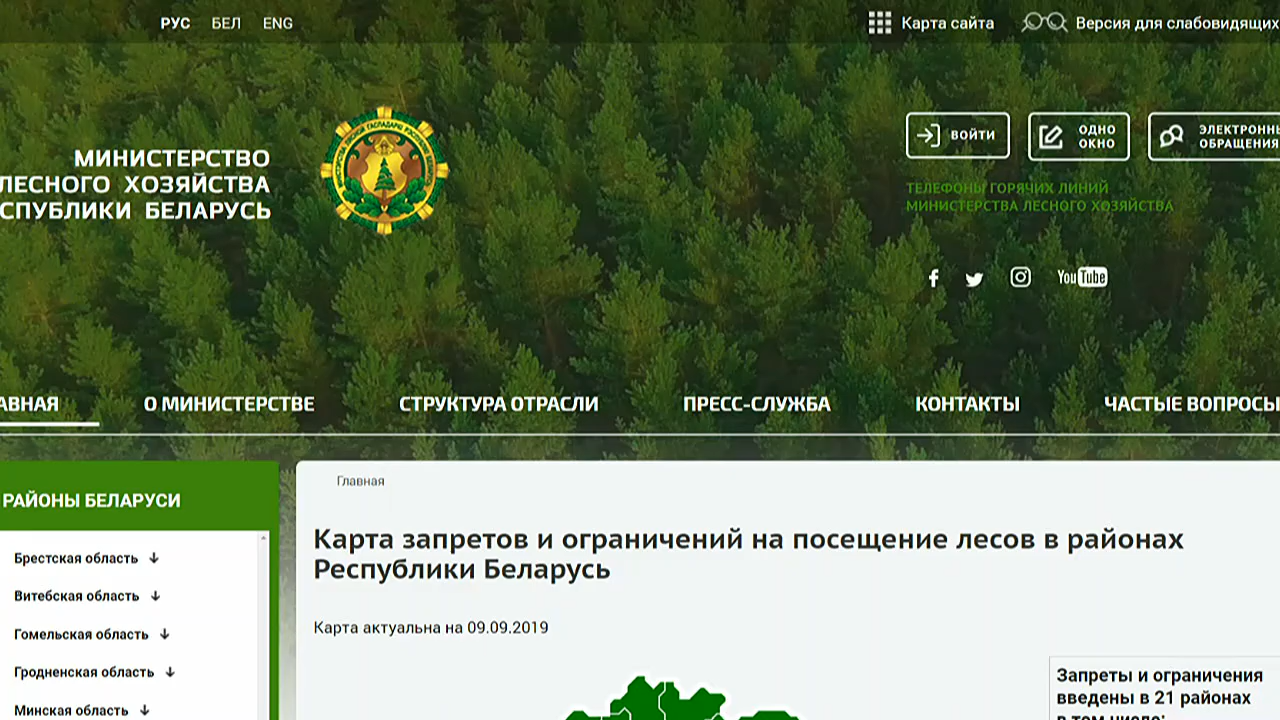 РУС БЕЛ ENG
Карта сайта
Версия для слабовидящих
МИНИСТЕРСТВО
ЛЕСНОГО ХОЗЯЙСТВА
СПУБЛИКИ БЕЛАРУСЬ
ВОЙТИ
ОДНО
ОКНО
ЭЛЕКТРОНН
ОБРАЩЕНИЯ
ТЕЛЕФОНЫ ГОРЯЧИХ ЛИНИЙ
МИНИСТЕРСТВА ЛЕСНОГО ХОЗЯЙСТВА
YouTube
АВНАЯ О МИНИСТЕРСТВЕ СТРУКТУРА ОТРАСЛИ ПРЕСС-СЛУЖБА КОНТАКТЫ ЧАСТЫЕ ВОПРОСЫ
РАЙОНЫ БЕЛАРУСИ
Брестская область
Витебская область
Гомельская область
Гродненская область
Минская область
Главная
Карта запретов и ограничений на посещение лесов в районах
Республики Беларусь
Карта актуальна на 09.09.2019
Запреты и ограничения
введены в 21 районах
в том числе: